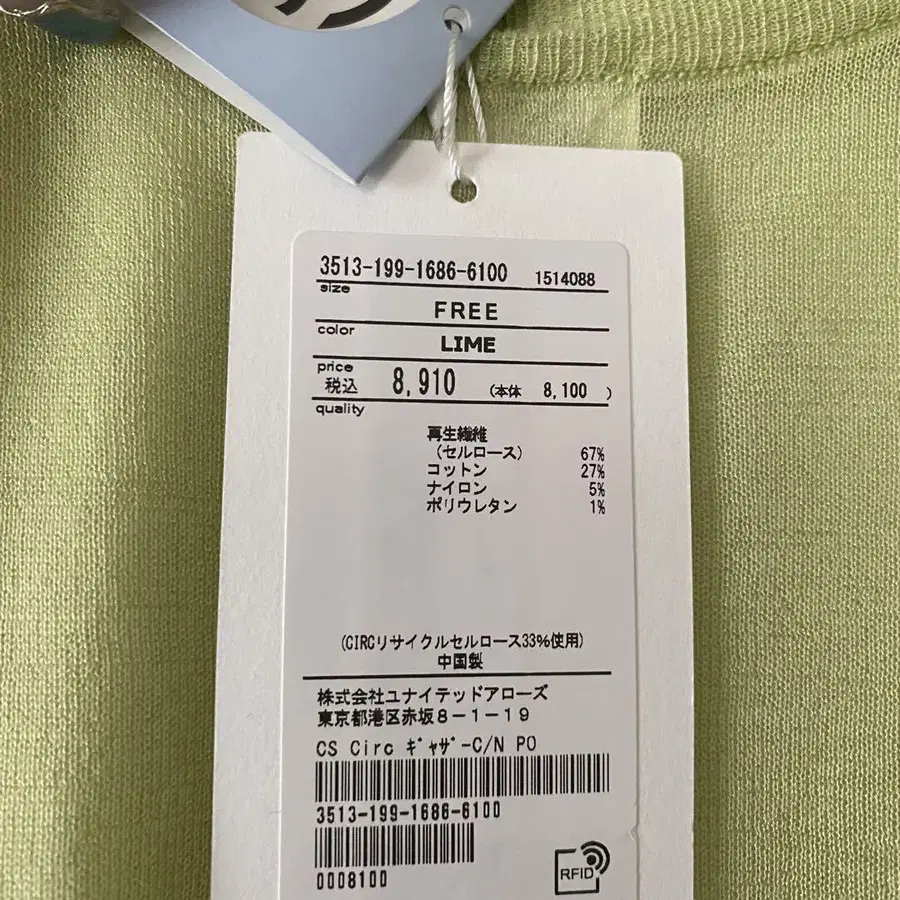 3513-199-1686-6100 1514088
size
FREE
color
LIME
price
税込 8,910 (本体 8,100 )
quality
再生繊維
(セルロース) 67%
コットン 27%
ナイロン 5%
ポリウレタン 1%
(CIRCリサイクルセルロース33%使用)
中国製
株式会社ユナイテッドアローズ
東京都港区赤坂8-1-19
CS Circ ｷﾞｬｻﾞｰC/N PO
3513-199-1686-6100
0008100
RFID